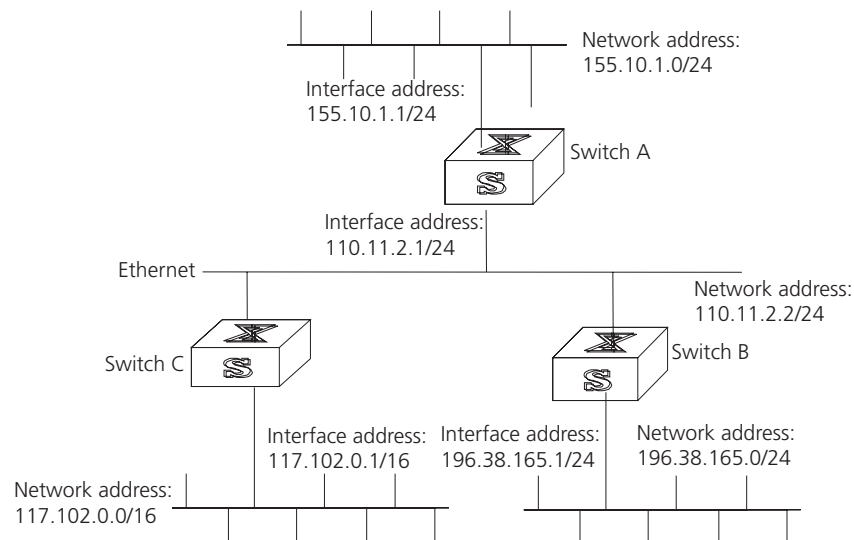 Network address:
155.10.1.0/24
Interface address:
155.10.1.1/24
Switch A
Interface address:
110.11.2.1/24
Ethernet
Network address:
110.11.2.2/24
Switch C
Switch B
Interface address:
117.102.0.1/16
Interface address:
196.38.165.1/24
Network address:
196.38.165.0/24
Network address:
117.102.0.0/16
S
S
S